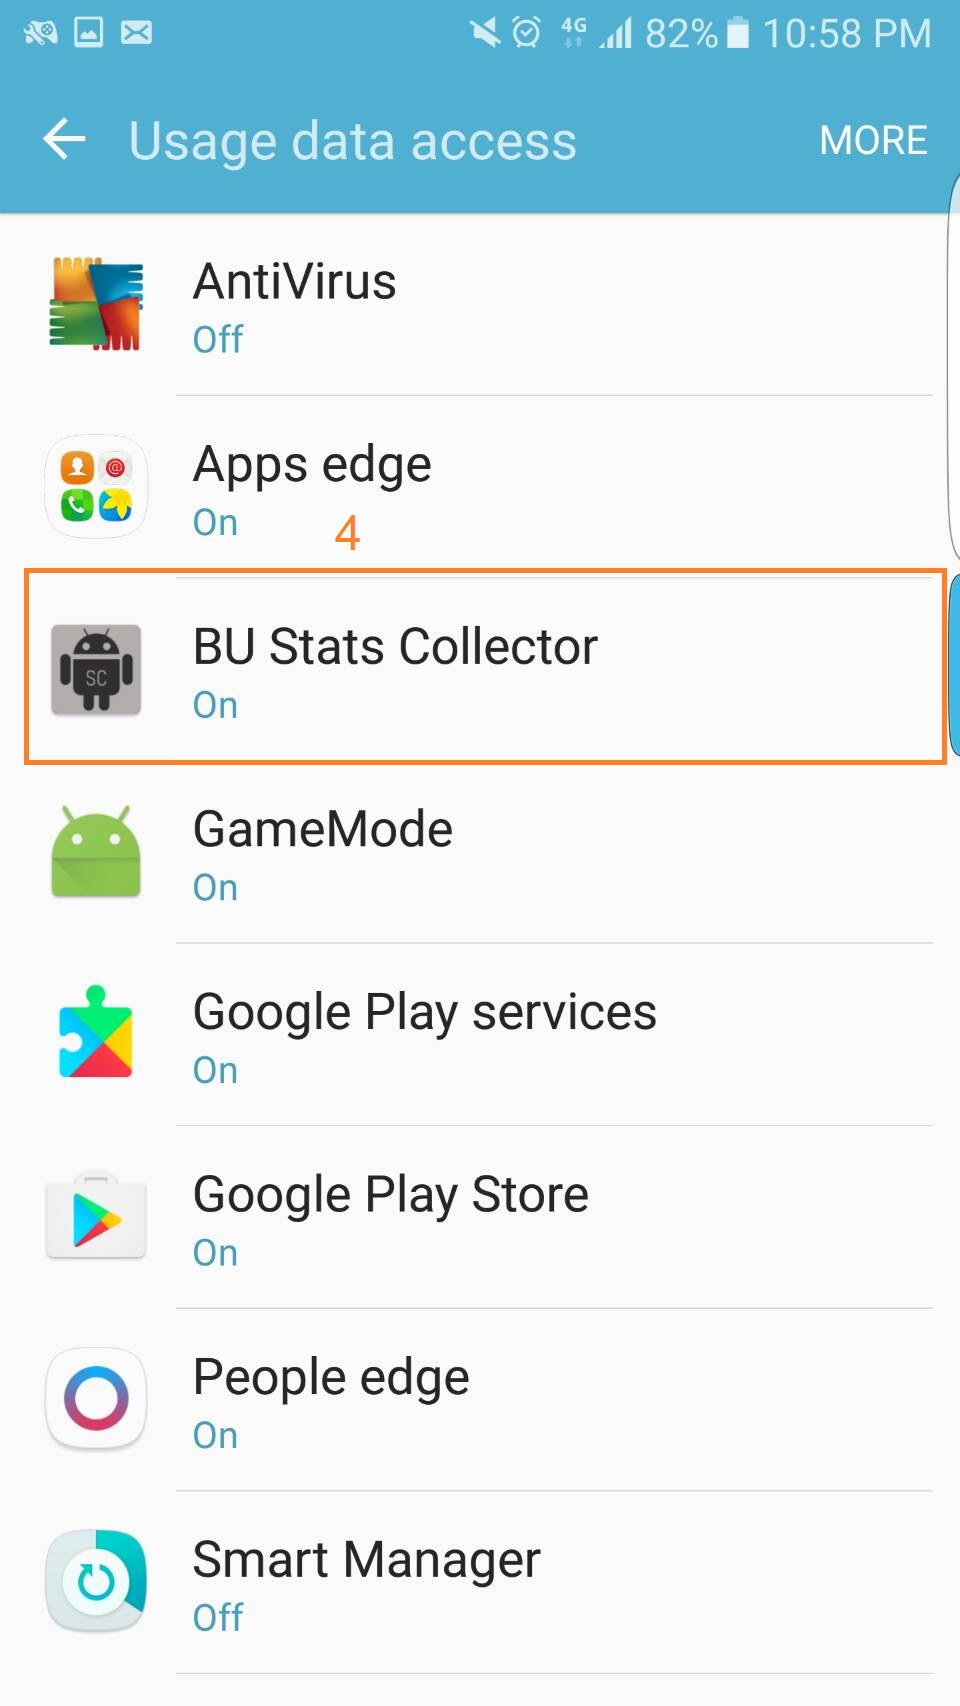 4G 82% 10:58 PM
Usage data access MORE
AntiVirus
Off
Apps edge
On
4
BU Stats Collector
SC
On
GameMode
On
Google Play services
On
Google Play Store
On
People edge
On
Smart Manager
Off